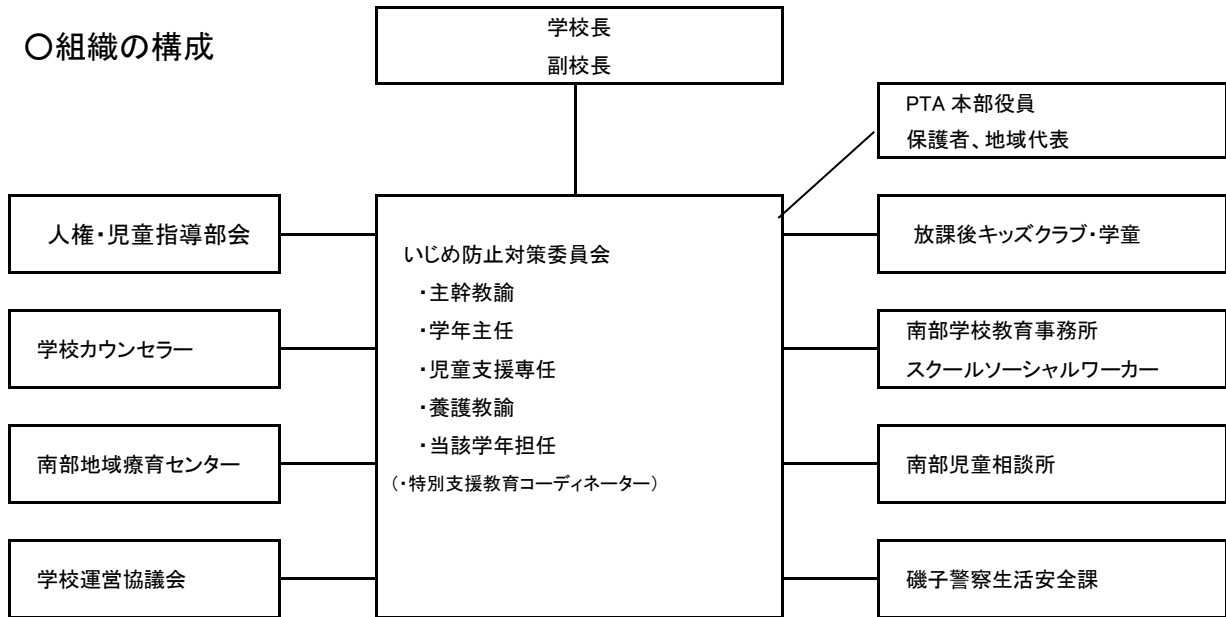 〇組織の構成
学校長
副校長
PTA 本部役員
保護者、地域代表
人権・児童指導部会
学校カウンセラー
南部地域療育センター
学校運営協議会
いじめ防止対策委員会
・主幹教諭
・学年主任
・児童支援専任
・養護教諭
・当該学年担任
（・特別支援教育コーディネーター）
放課後キッズクラブ・学童
南部学校教育事務所
スクールソーシャルワーカー
南部児童相談所
磯子警察生活安全課